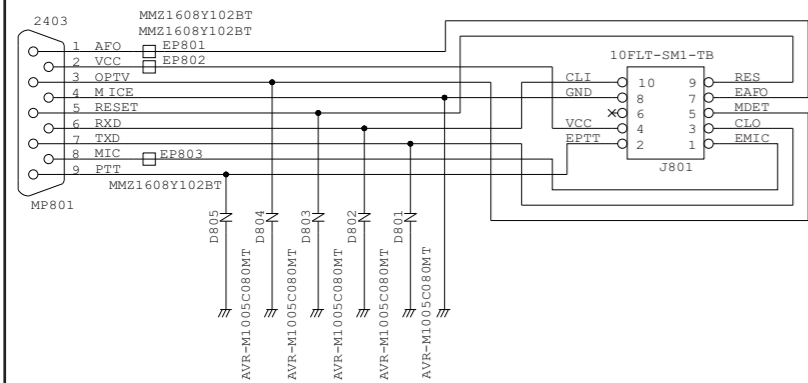 2403
MMZ1608Y102BT
MMZ1608Y102BT
1 AFO EP801
2 VCC EP802
3 OPTV
4 MICE
5 RESET
6 RXD
7 TXD
8 MIC EP803
9 PTT
MMZ1608Y102BT
MP801
10FLT-SM1-TB
CLI 10 9 RES
GND 8 7 EAFO
6 5 MDET
VCC 4 3 CLO
EPTT 2 1 EMIC
J801
D805
AVR-M1005C080MT
D804
AVR-M1005C080MT
D803
AVR-M1005C080MT
D802
AVR-M1005C080MT
D801
AVR-M1005C080MT